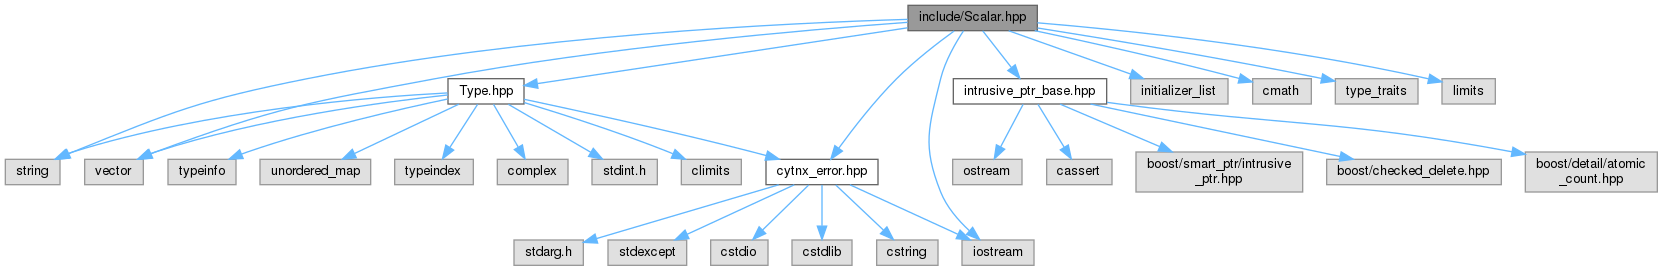 include/Scalar.hpp
Type.hpp
intrusive_ptr_base.hpp
initializer_list
cmath
type_traits
limits
string
vector
typeinfo
unordered_map
typeindex
complex
stdint.h
climits
cytnx_error.hpp
ostream
cassert
boost/smart_ptr/intrusive
_ptr.hpp
boost/checked_delete.hpp
boost/detail/atomic
_count.hpp
stdarg.h
stdexcept
cstdio
cstdlib
cstring
iostream